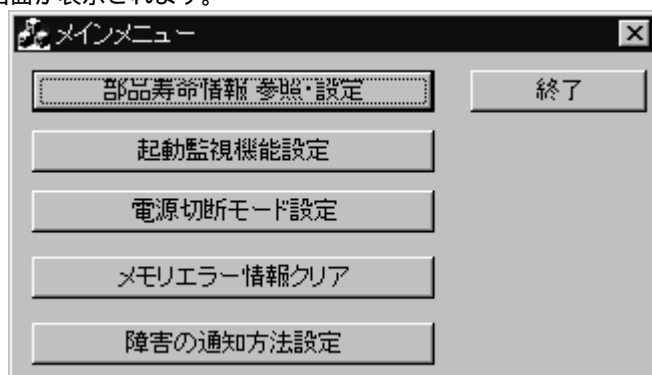 画面が表示されます。
メインメニュー
部品寿命情報 参照・設定
終了
起動監視機能設定
電源切断モード設定
メモリエラー情報クリア
障害の通知方法設定